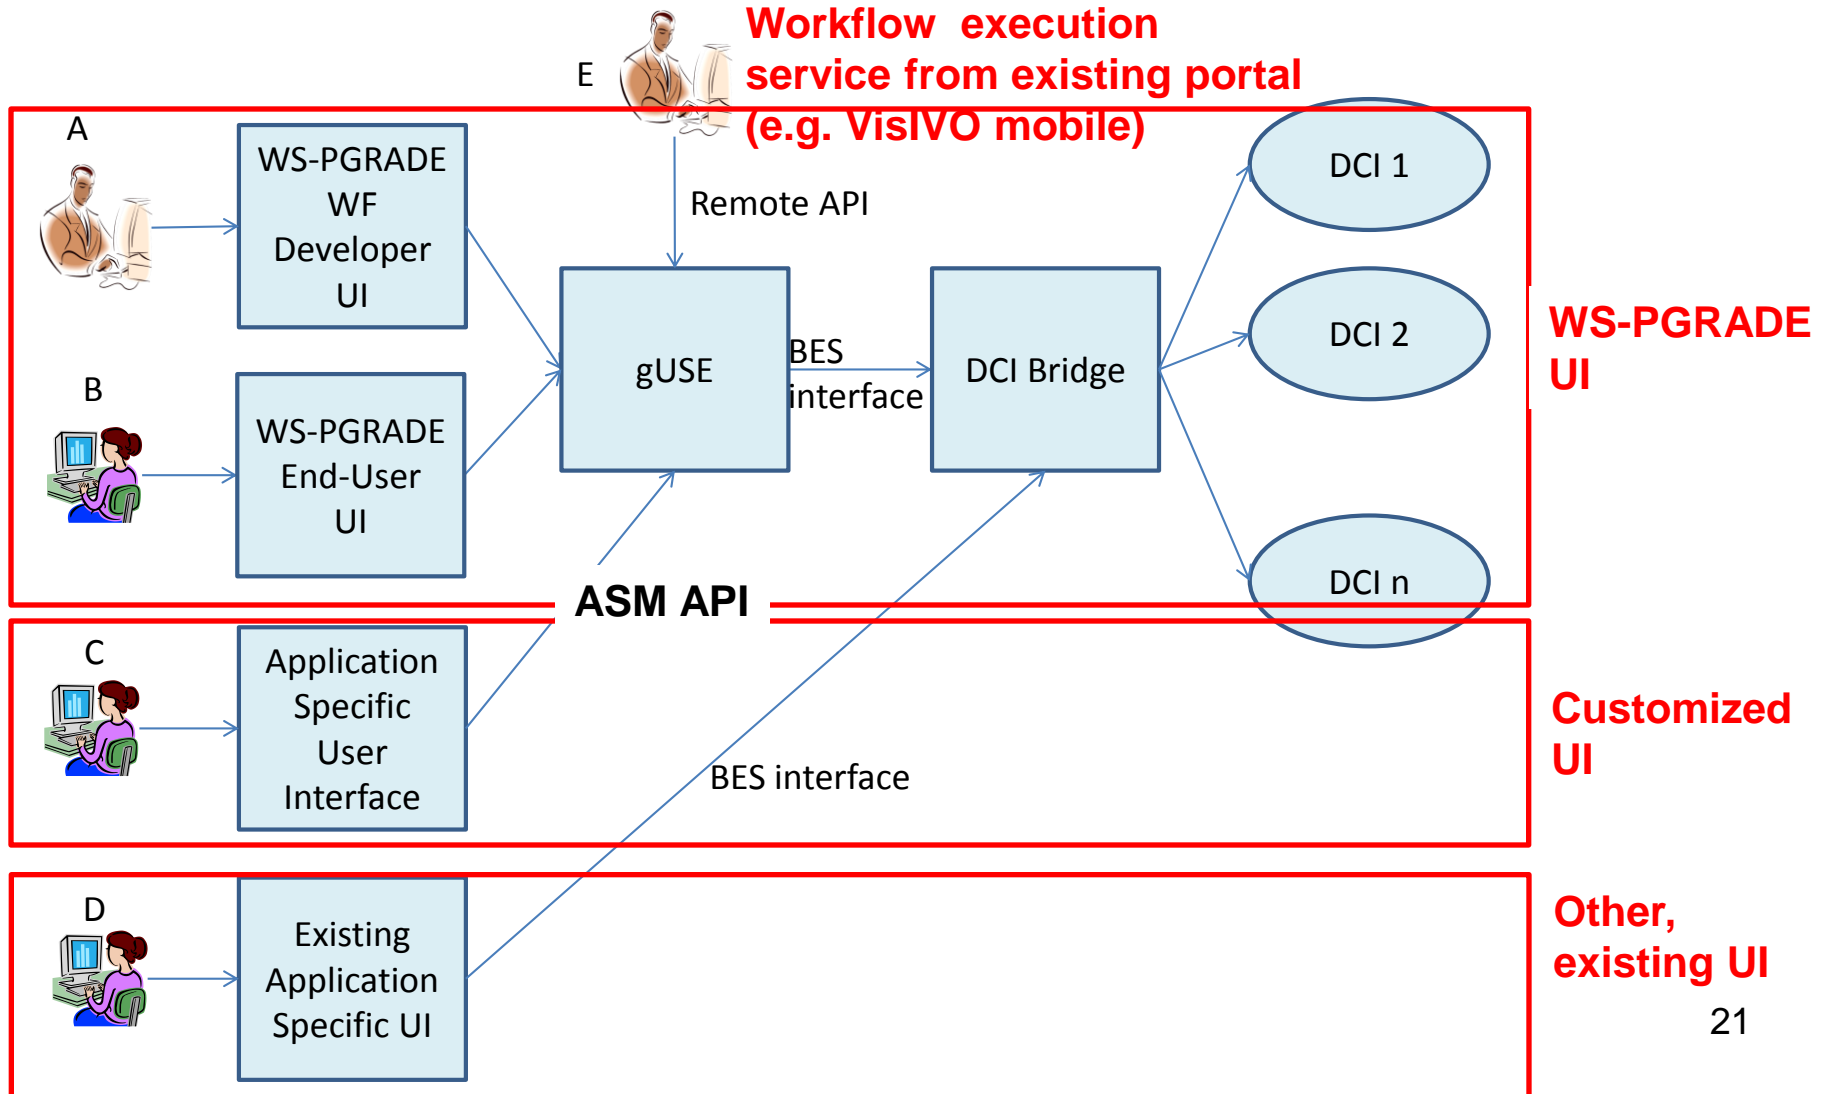 Workflow execution
service from existing portal
(e.g. VisIVO mobile)
E
A
WS-PGRADE
WF
Developer
UI
Remote API
DCI 1
B
WS-PGRADE
End-User
UI
gUSE
BES
interface
DCI Bridge
DCI 2
WS-PGRADE
UI
DCI n
ASM API
C
Application
Specific
User
Interface
BES interface
Customized
UI
D
Existing
Application
Specific UI
Other,
existing UI
21